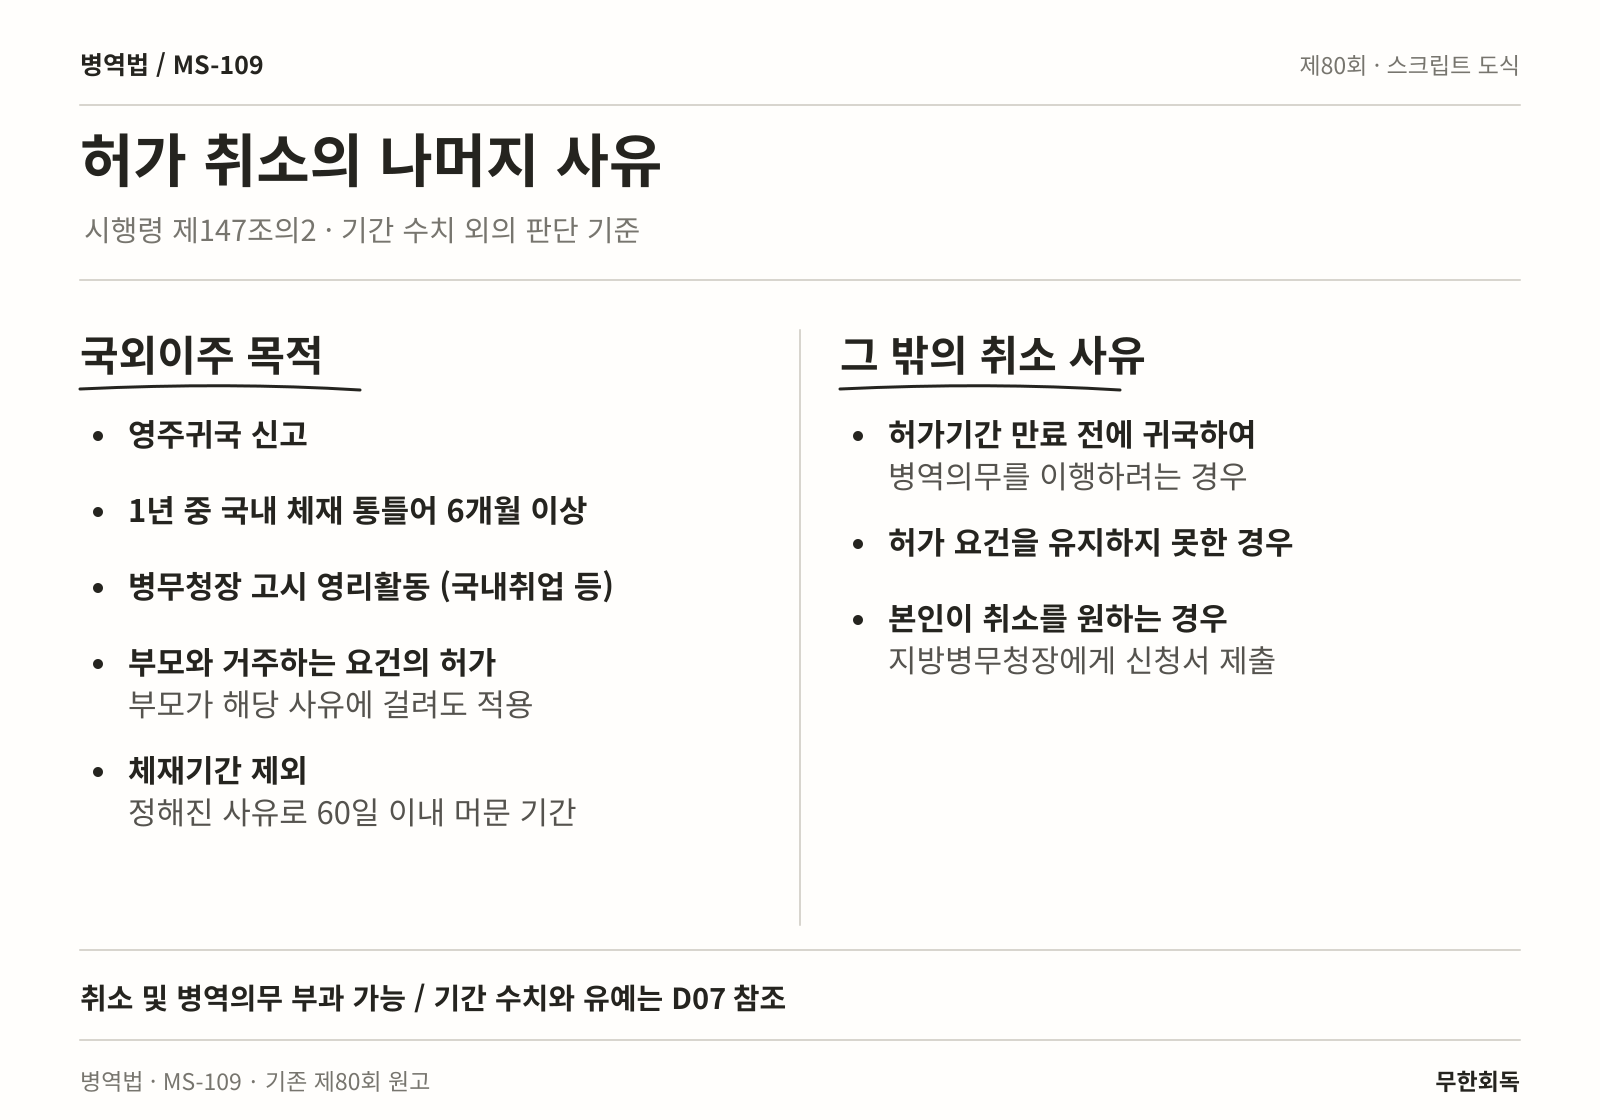 병역법 / MS-109
제80회 · 스크립트 도식
허가 취소의 나머지 사유
시행령 제147조의2 · 기간 수치 외의 판단 기준
국외이주 목적
• 영주귀국 신고
• 1년 중 국내 체재 통틀어 6개월 이상
• 병무청장 고시 영리활동 (국내취업 등)
• 부모와 거주하는 요건의 허가
부모가 해당 사유에 걸려도 적용
• 체재기간 제외
정해진 사유로 60일 이내 머문 기간
그 밖의 취소 사유
• 허가기간 만료 전에 귀국하여
병역의무를 이행하려는 경우
• 허가 요건을 유지하지 못한 경우
• 본인이 취소를 원하는 경우
지방병무청장에게 신청서 제출
취소 및 병역의무 부과 가능 / 기간 수치와 유예는 D07 참조
병역법 · MS-109 · 기존 제80회 원고
무한회독